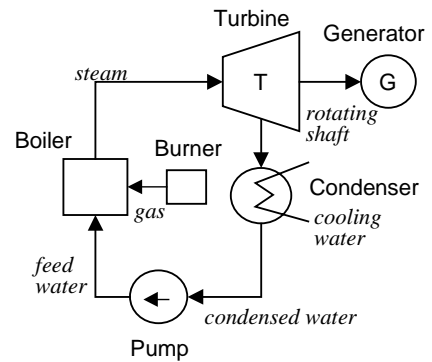 Turbine
Generator
steam
T
G
rotating
shaft
Boiler
Burner
gas
Condenser
cooling
water
feed
water
condensed water
Pump